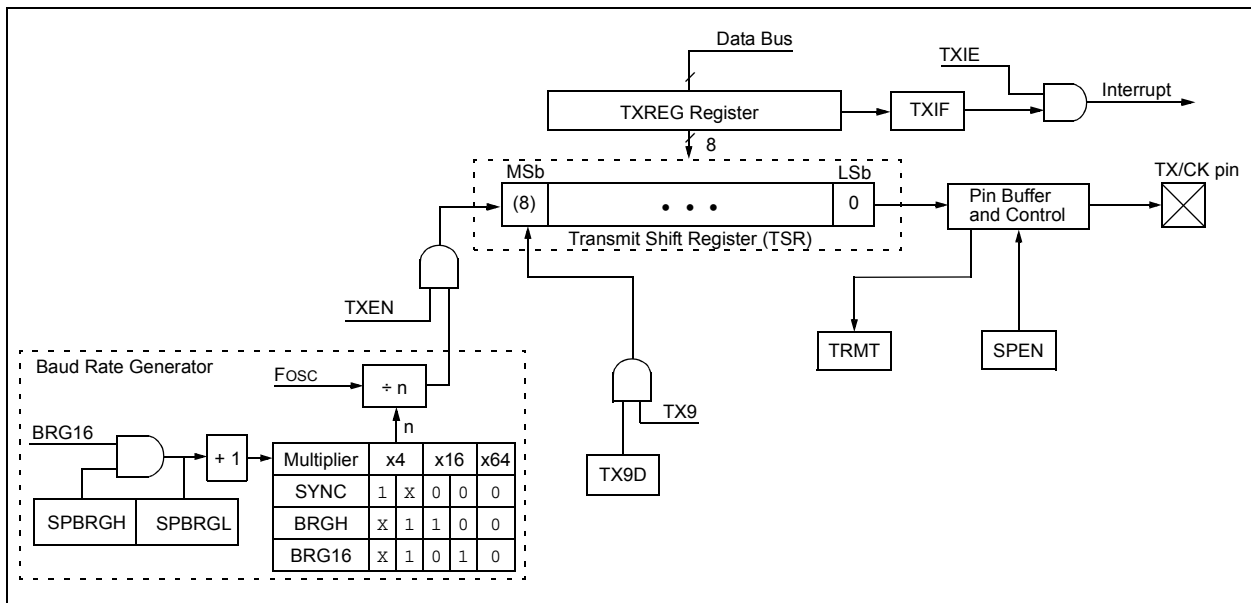 Data Bus
TXIE
Interrupt
TXREG Register
TXIF
8
MSb
LSb
TX/CK pin
(8)
• • •
0
Pin Buffer
and Control
Transmit Shift Register (TSR)
TXEN
TRMT
SPEN
Baud Rate Generator
FOSC
÷ n
TX9
n
BRG16
+ 1
Multiplier x4 x16 x64
TX9D
SYNC 1 X 0 0 0
SPBRGH SPBRGL
BRGH X 1 1 0 0
BRG16 X 1 0 1 0